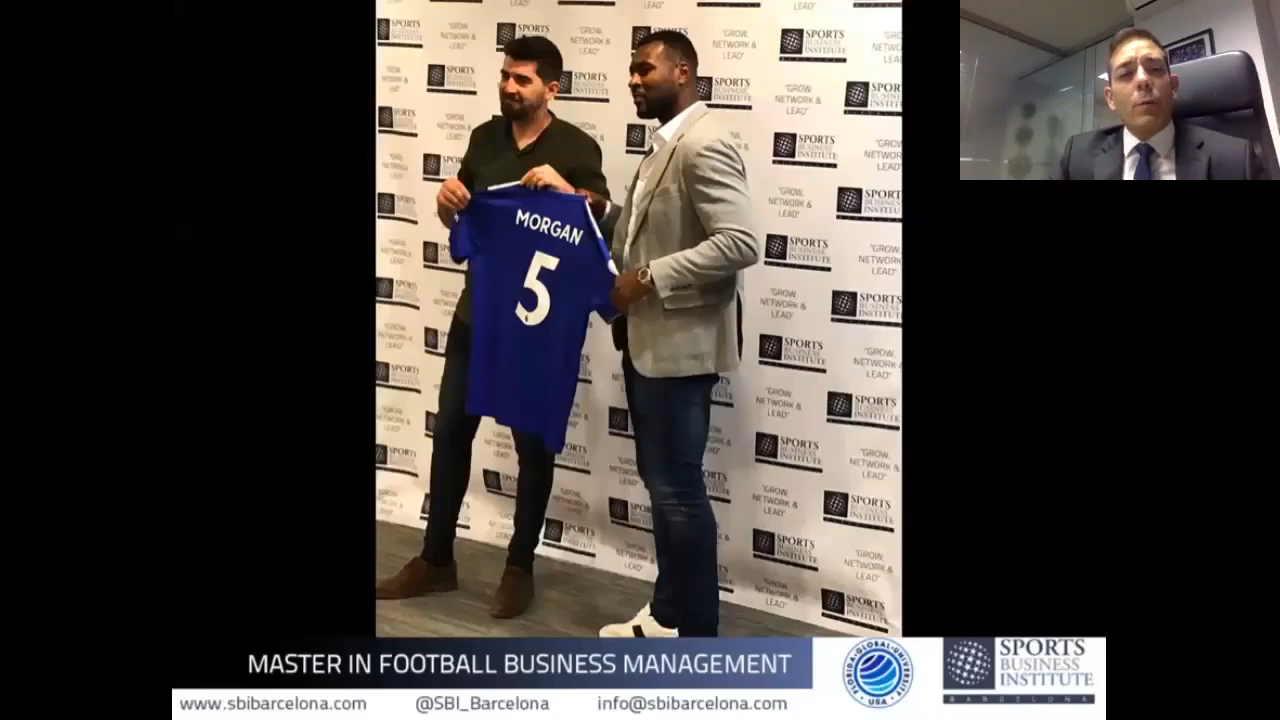 MORGAN
5
"GROW,
NETWORK &
LEAD"
SPORTS
BUSINESS
INSTITUTE
BARCELONA
MASTER IN FOOTBALL BUSINESS MANAGEMENT
FLORIDA·GLOBAL·UNIVERSITY
USA
SPORTS
BUSINESS
INSTITUTE
BARCELONA
www.sbibarcelona.com
@SBI_Barcelona
info@sbibarcelona.com